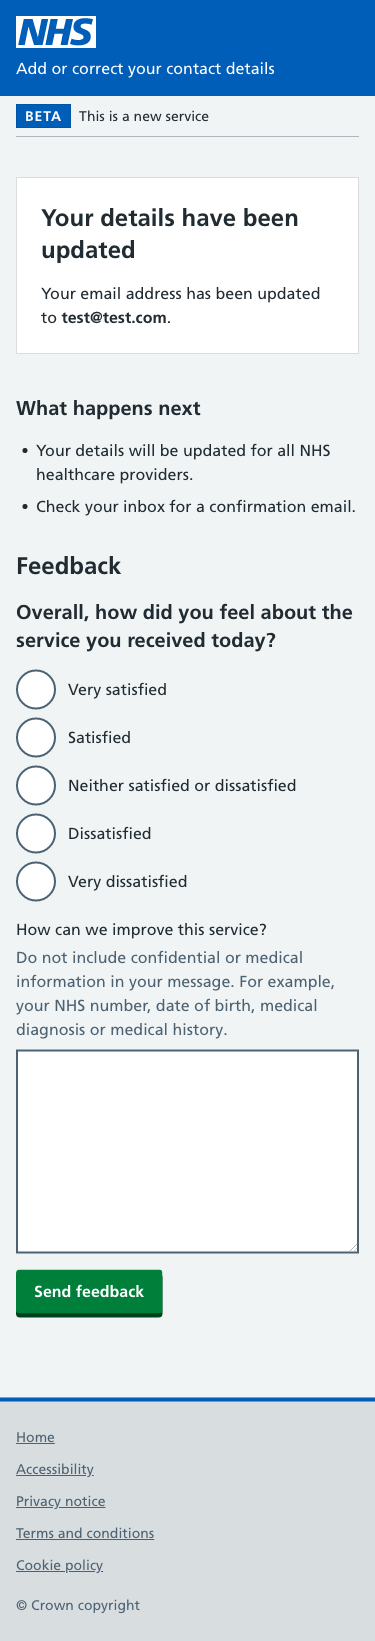 NHS
Add or correct your contact details
BETA This is a new service
Your details have been
updated
Your email address has been updated
to test@test.com.
What happens next
• Your details will be updated for all NHS
healthcare providers.
• Check your inbox for a confirmation email.
Feedback
Overall, how did you feel about the
service you received today?
Very satisfied
Satisfied
Neither satisfied or dissatisfied
Dissatisfied
Very dissatisfied
How can we improve this service?
Do not include confidential or medical
information in your message. For example,
your NHS number, date of birth, medical
diagnosis or medical history.
Send feedback
Home
Accessibility
Privacy notice
Terms and conditions
Cookie policy
© Crown copyright